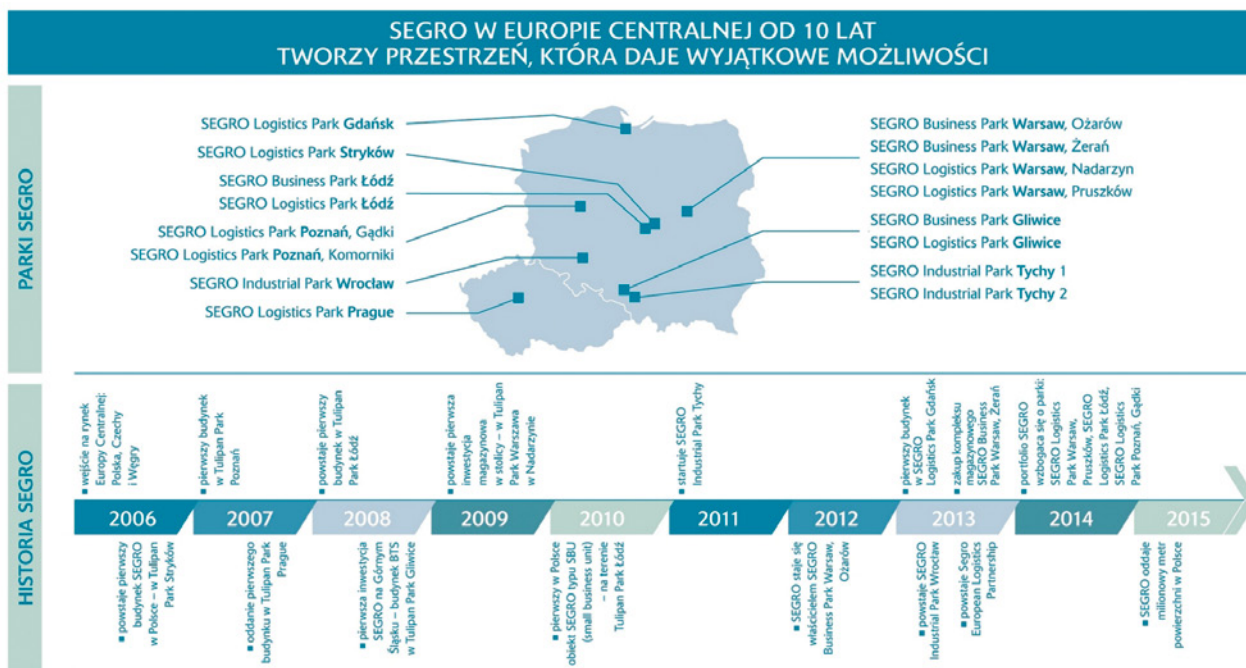 SEGRO W EUROPIE CENTRALNEJ OD 10 LAT
TWORZY PRZESTRZEŃ, KTÓRA DAJE WYJĄTKOWE MOŻLIWOŚCI
PARKI SEGRO
SEGRO Logistics Park Gdańsk
SEGRO Logistics Park Stryków
SEGRO Business Park Łódź
SEGRO Logistics Park Łódź
SEGRO Logistics Park Poznań, Gądki
SEGRO Logistics Park Poznań, Komorniki
SEGRO Industrial Park Wrocław
SEGRO Logistics Park Prague
SEGRO Business Park Warsaw, Ożarów
SEGRO Business Park Warsaw, Żerań
SEGRO Logistics Park Warsaw, Nadarzyn
SEGRO Logistics Park Warsaw, Pruszków
SEGRO Business Park Gliwice
SEGRO Logistics Park Gliwice
SEGRO Industrial Park Tychy 1
SEGRO Industrial Park Tychy 2
HISTORIA SEGRO
■ wejście na rynek
Europy Centralnej:
Polska, Czechy
i Węgry
■ pierwszy budynek
w Tulipan Park
Poznań
■ powstaje pierwszy
budynek w Tulipan
Park Łódź
■ powstaje pierwsza
inwestycja
magazynowa
w stolicy – w Tulipan
Park Warszawa
w Nadarzynie
■ startuje SEGRO
Industrial Park Tychy
■ pierwszy budynek
w SEGRO
Logistics Park Gdańsk
■ zakup kompleksu
magazynowego
SEGRO Business
Park Warsaw, Żerań
■ portfolio SEGRO
wzbogaca się o parki:
SEGRO Logistics
Park Warsaw,
Pruszków, SEGRO
Logistics Park Łódź,
SEGRO Logistics
Park Poznań, Gądki
2006
2007
2008
2009
2010
2011
2012
2013
2014
2015
■ powstaje pierwszy
budynek SEGRO
w Polsce – w Tulipan
Park Stryków
■ oddanie pierwszego
budynku w Tulipan Park
Prague
■ pierwsza inwestycja
SEGRO na Górnym
Śląsku – budynek BTS
w Tulipan Park Gliwice
■ pierwszy w Polsce
obiekt SEGRO typu SBU
(small business unit)
– na terenie
Tulipan Park Łódź
■ SEGRO staje się
właścicielem SEGRO
Business Park Warsaw,
Ożarów
■ powstaje SEGRO
Industrial Park Wrocław
■ powstaje Segro
European Logistics
Partnership
■ SEGRO oddaje
milionowy metr
powierzchni w Polsce